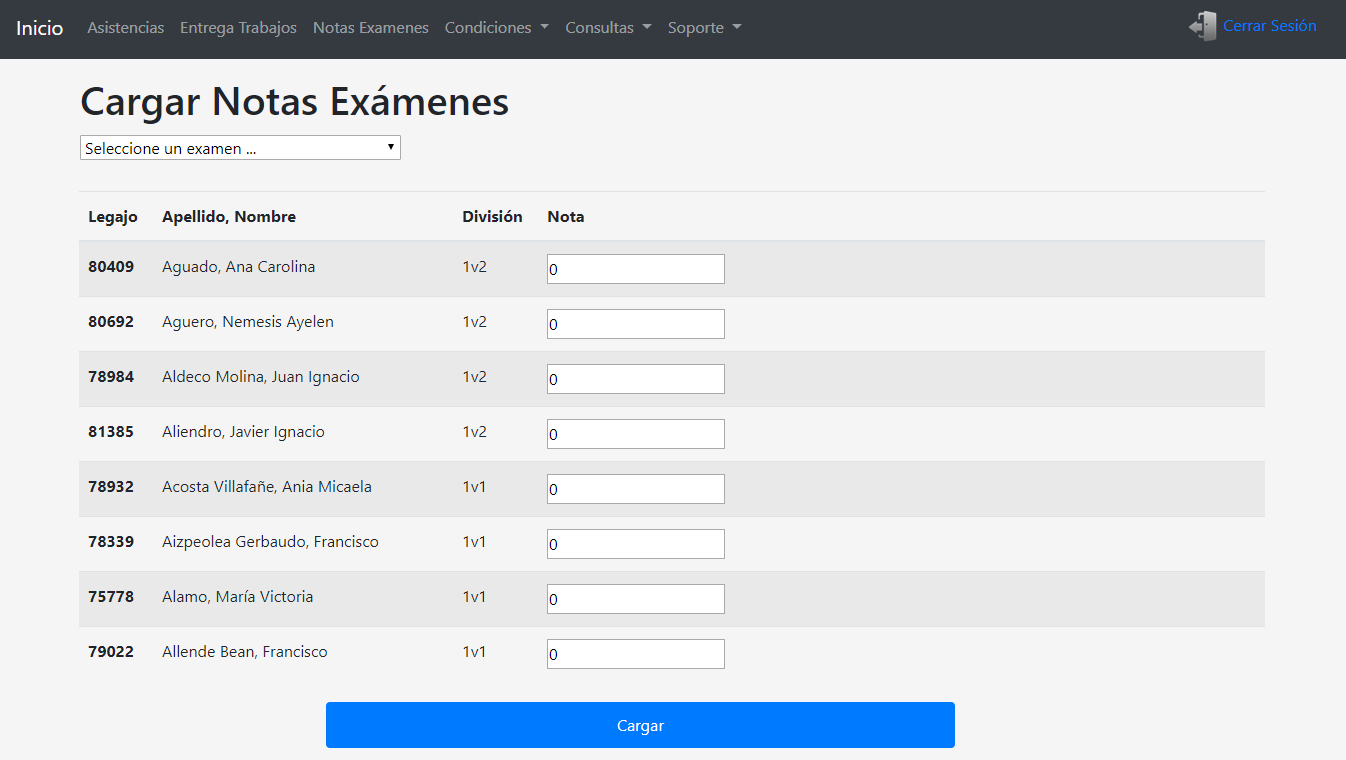 Inicio Asistencias Entrega Trabajos Notas Examenes Condiciones Consultas Soporte Cerrar Sesión
Cargar Notas Exámenes
Seleccione un examen ...
Legajo Apellido, Nombre División Nota
80409 Aguado, Ana Carolina 1v2 0
80692 Aguero, Nemesis Ayelen 1v2 0
78984 Aldeco Molina, Juan Ignacio 1v2 0
81385 Aliendro, Javier Ignacio 1v2 0
78932 Acosta Villafañe, Ania Micaela 1v1 0
78339 Aizpeolea Gerbaudo, Francisco 1v1 0
75778 Alamo, María Victoria 1v1 0
79022 Allende Bean, Francisco 1v1 0
Cargar